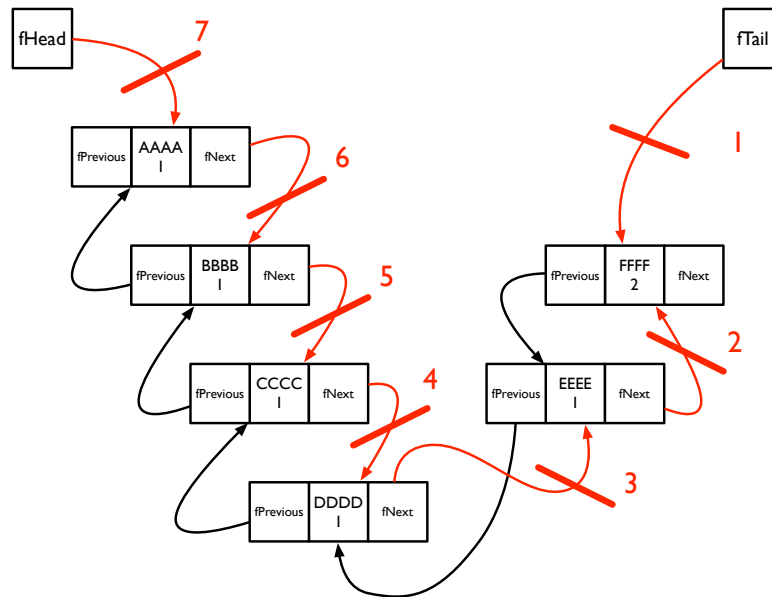 fHead
7
fTail
1
fPrevious
AAAA
1
fNext
6
fPrevious
BBBB
1
fNext
5
fPrevious
FFFF
2
fNext
2
fPrevious
CCCC
1
fNext
4
fPrevious
EEEE
1
fNext
3
fPrevious
DDDD
1
fNext